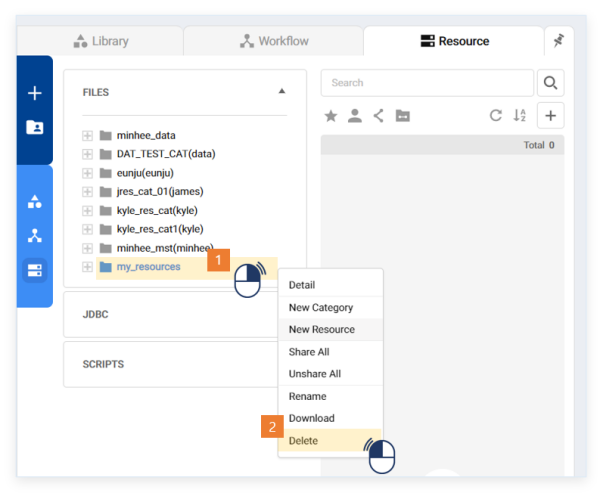 Library
Workflow
Resource
FILES
minhee_data
DAT_TEST_CAT(data)
eunju(eunju)
jres_cat_01(james)
kyle_res_cat(kyle)
kyle_res_cat1(kyle)
minhee_mst(minhee)
my_resources
1
JDBC
SCRIPTS
Search
Total 0
Detail
New Category
New Resource
Share All
Unshare All
Rename
Download
2
Delete